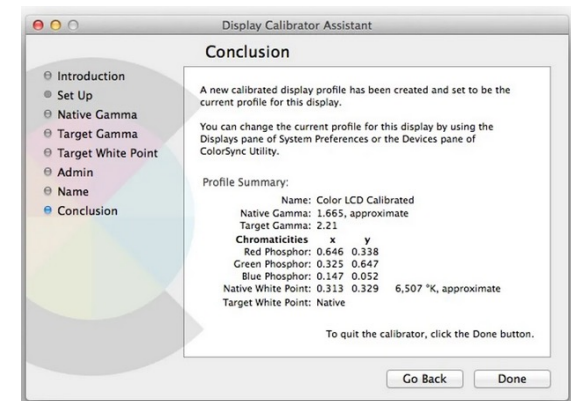 Display Calibrator Assistant
Conclusion
Introduction
Set Up
Native Gamma
Target Gamma
Target White Point
Admin
Name
Conclusion
A new calibrated display profile has been created and set to be the
current profile for this display.
You can change the current profile for this display by using the
Displays pane of System Preferences or the Devices pane of
ColorSync Utility.
Profile Summary:
Name: Color LCD Calibrated
Native Gamma: 1.665, approximate
Target Gamma: 2.21
Chromaticities x y
Red Phosphor: 0.646 0.338
Green Phosphor: 0.325 0.647
Blue Phosphor: 0.147 0.052
Native White Point: 0.313 0.329 6,507 °K, approximate
Target White Point: Native
To quit the calibrator, click the Done button.
Go Back Done